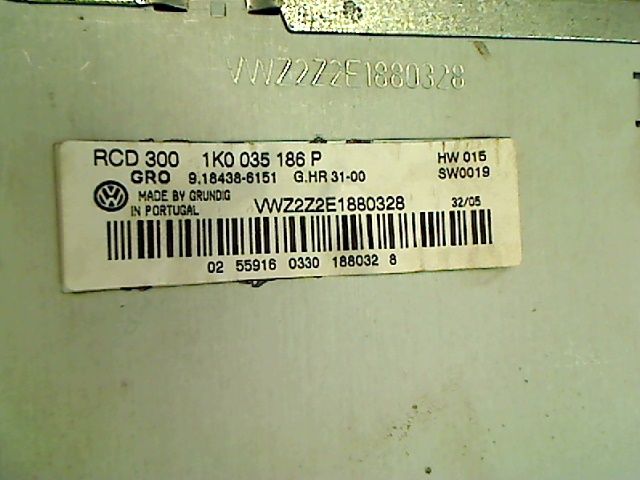 VWZ2Z2E1880328
RCD 300 1K0 035 186 P HW 015
GRO 9.18438-6151 G.HR 31-00 SW0019
MADE BY GRUNDIG
IN PORTUGAL VWZ2Z2E1880328 32/05
02 55916 0330 188032 8